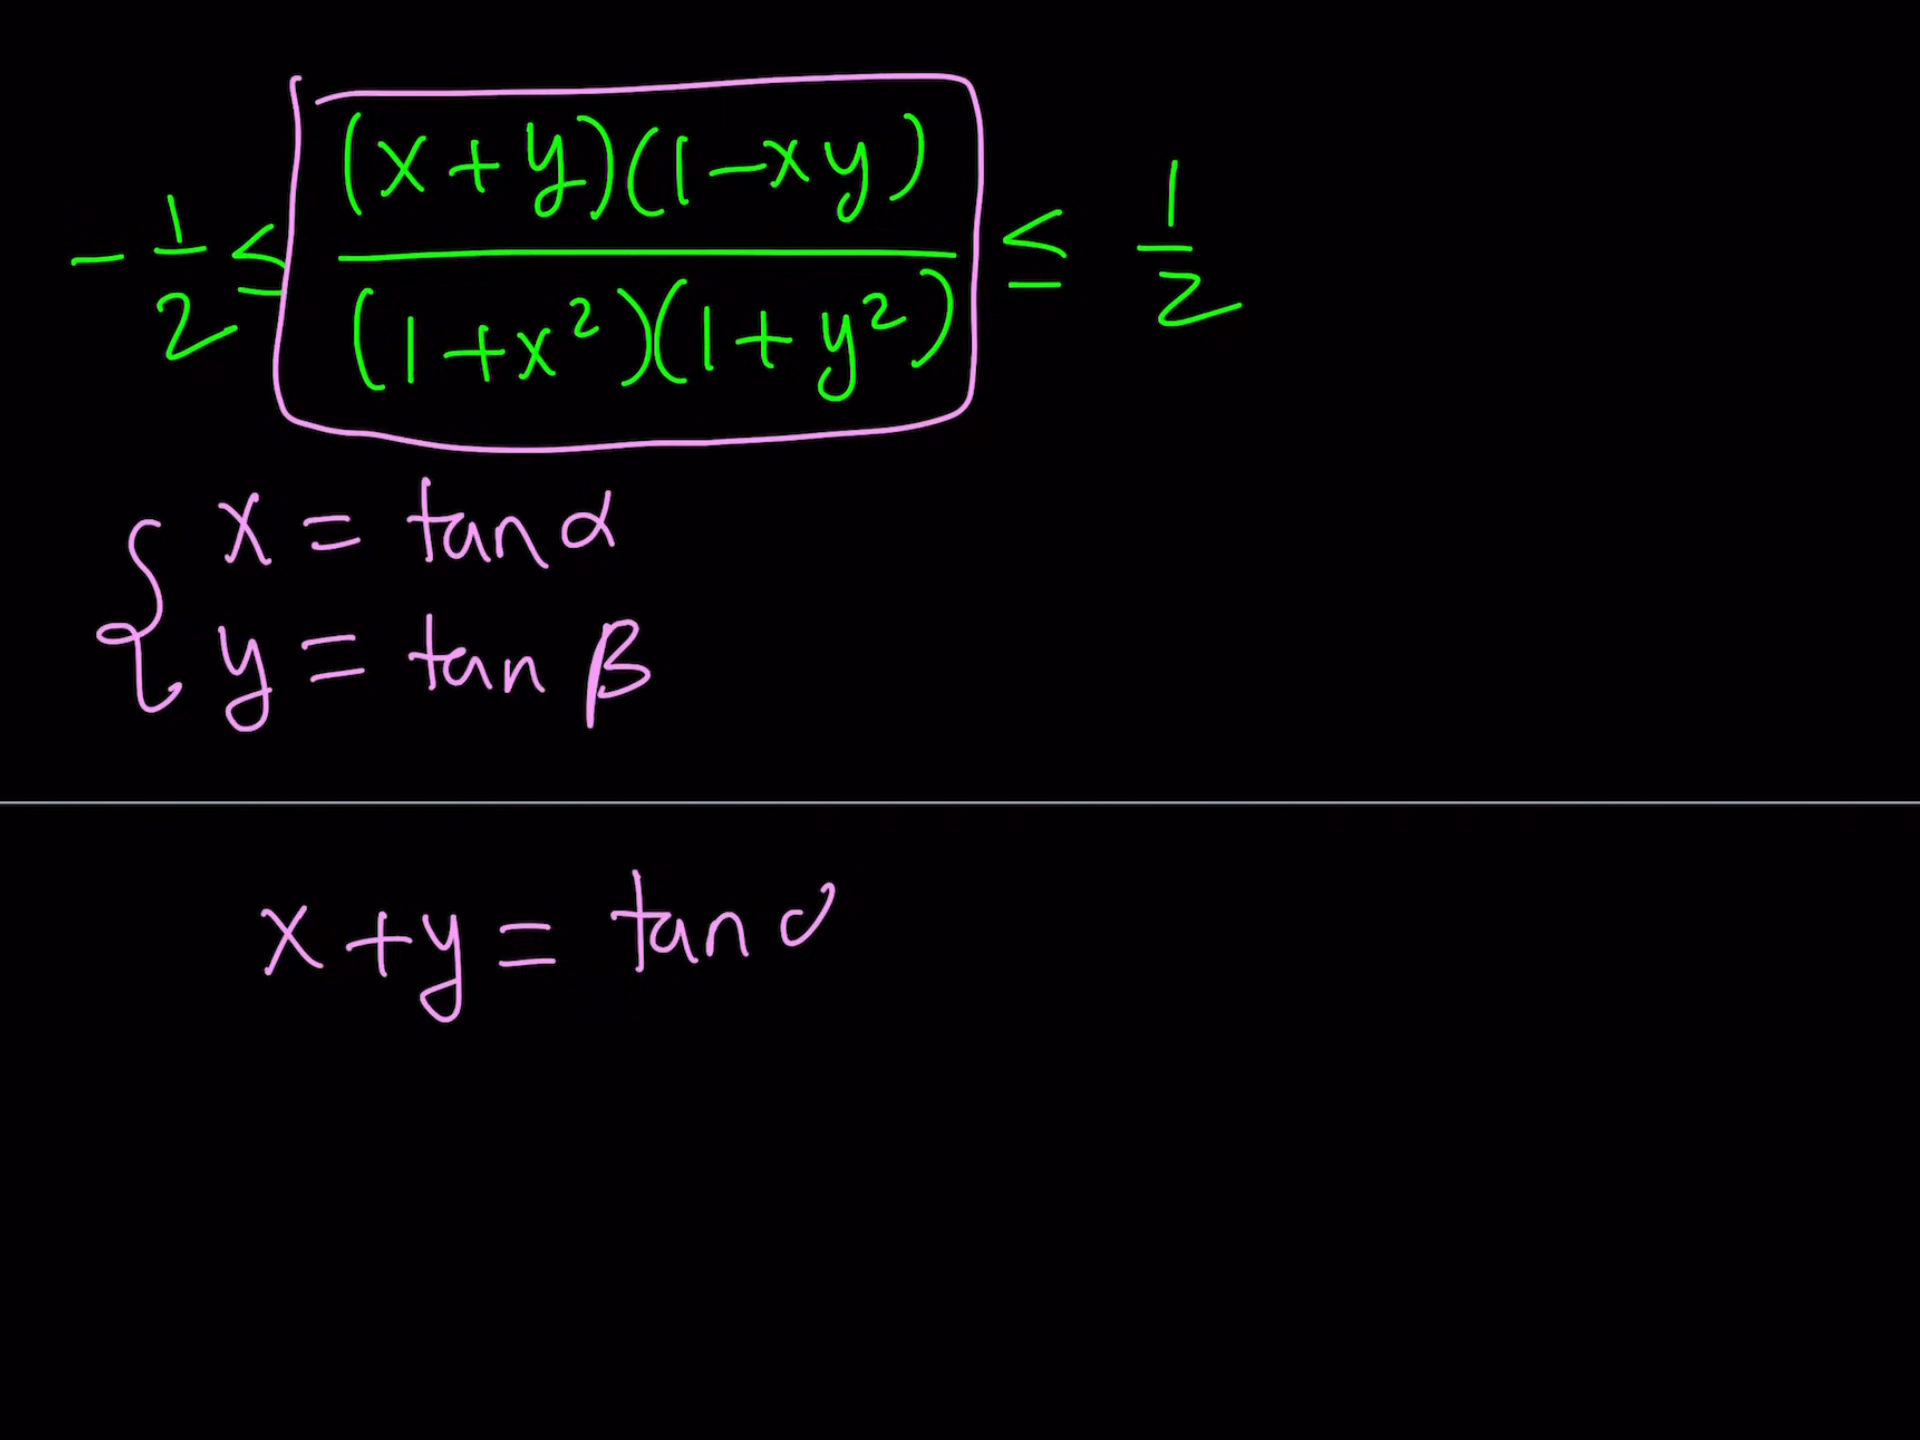 -1/2 ≤ (x+y)(1-xy) / (1+x²)(1+y²) ≤ 1/2
x = tan α
y = tan β
x+y = tan